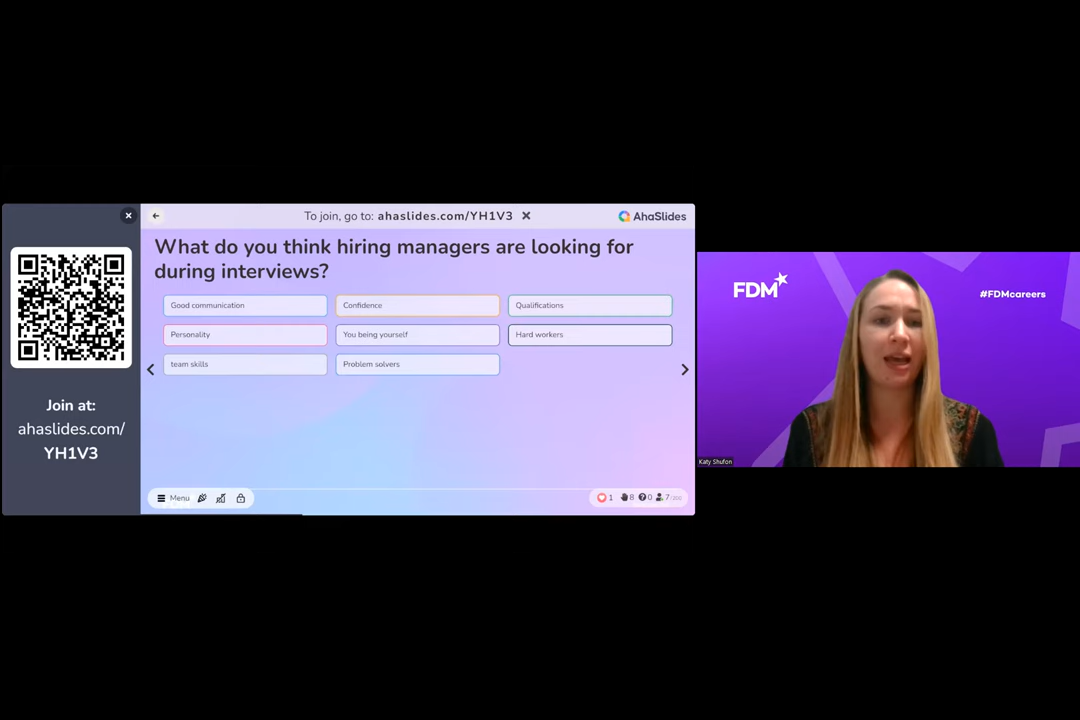 Join at:
ahaslides.com/
YH1V3
To join, go to: ahaslides.com/YH1V3
AhaSlides
What do you think hiring managers are looking for
during interviews?
Good communication
Confidence
Qualifications
Personality
You being yourself
Hard workers
team skills
Problem solvers
Menu
1
8
0
7/200
FDM
#FDMcareers
Katy Shufon